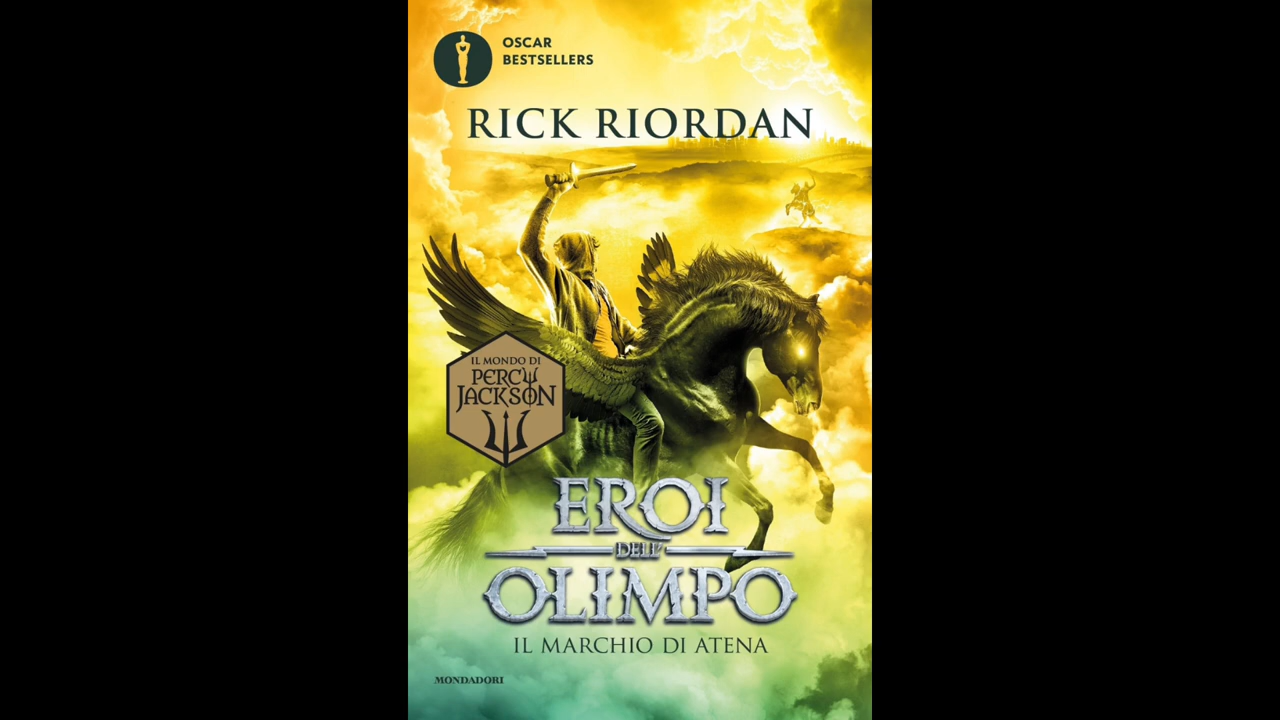 OSCAR
BESTSELLERS
RICK RIORDAN
IL MONDO DI
PERCY
JACKSON
EROI
DELL'
OLIMPO
IL MARCHIO DI ATENA
MONDADORI